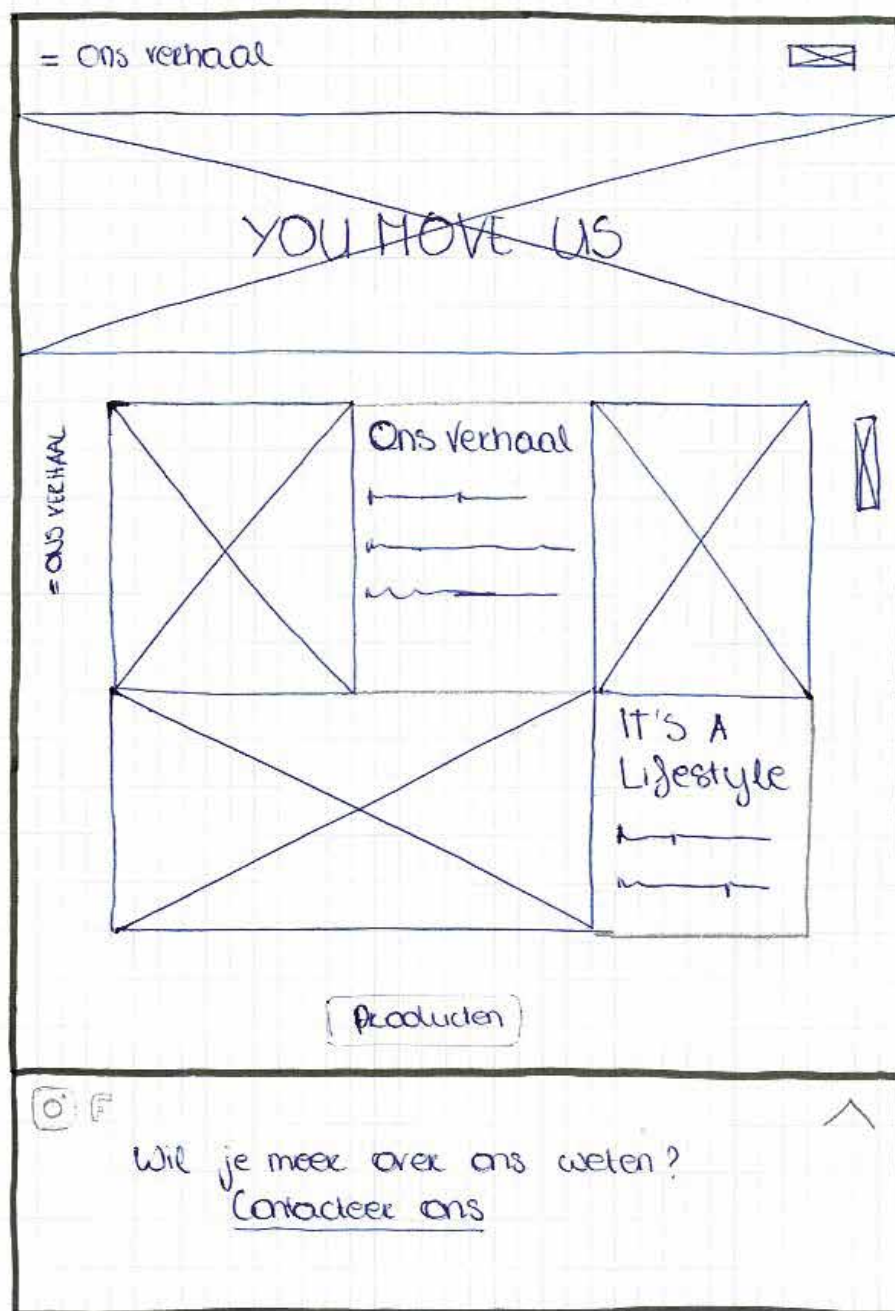 = Ons verhaal
YOU MOVE US
= ONS VERHAAL
Ons verhaal
IT'S A
Lifestyle
Producten
F
Wil je meer over ons weten?
Contacteer ons